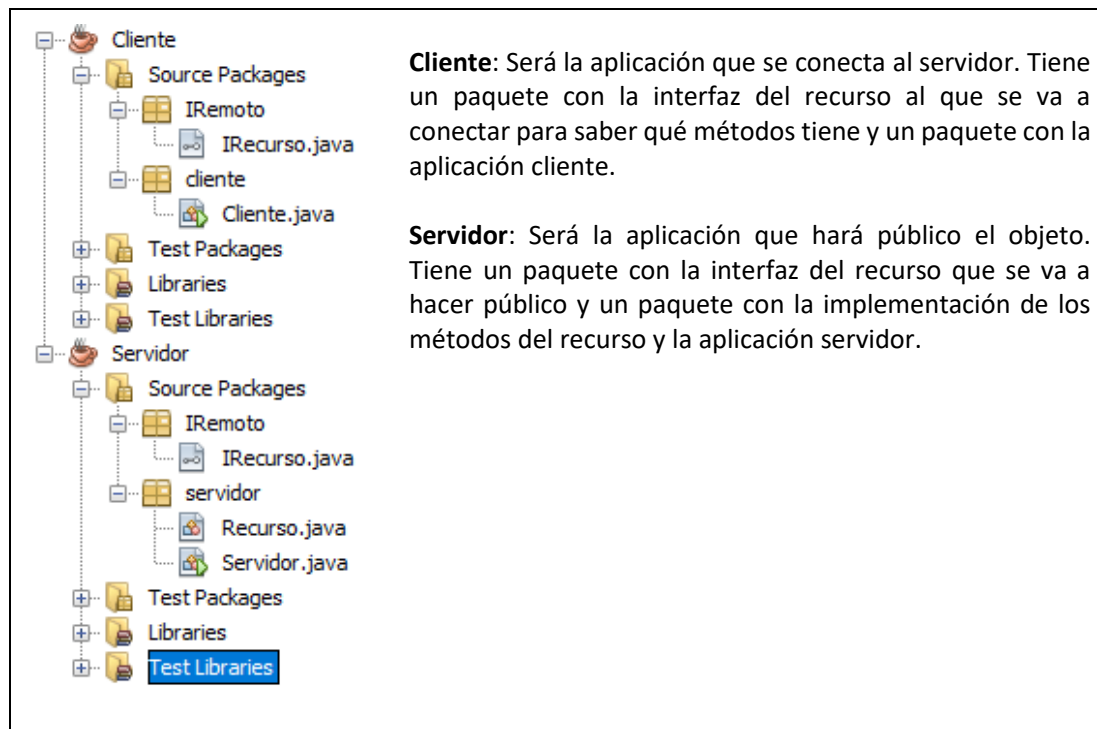 Cliente
Source Packages
IRemoto
IRecurso.java
cliente
Cliente.java
Test Packages
Libraries
Test Libraries
Servidor
Source Packages
IRemoto
IRecurso.java
servidor
Recurso.java
Servidor.java
Test Packages
Libraries
Test Libraries
Cliente: Será la aplicación que se conecta al servidor. Tiene
un paquete con la interfaz del recurso al que se va a
conectar para saber qué métodos tiene y un paquete con la
aplicación cliente.
Servidor: Será la aplicación que hará público el objeto.
Tiene un paquete con la interfaz del recurso que se va a
hacer público y un paquete con la implementación de los
métodos del recurso y la aplicación servidor.